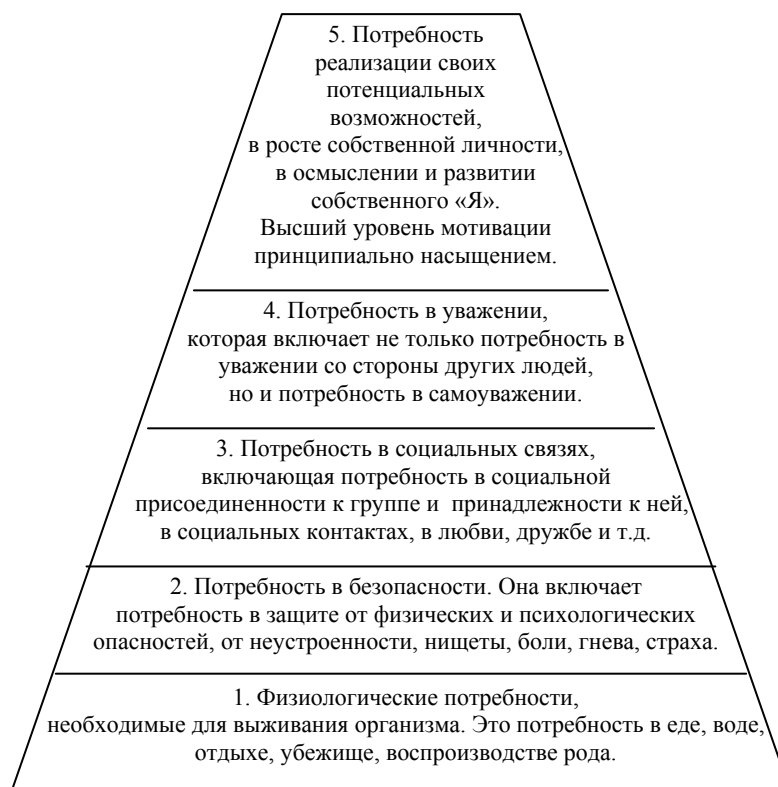 5. Потребность
реализации своих
потенциальных
возможностей,
в росте собственной личности,
в осмыслении и развитии
собственного «Я».
Высший уровень мотивации
принципиально насыщением.
4. Потребность в уважении,
которая включает не только потребность в
уважении со стороны других людей,
но и потребность в самоуважении.
3. Потребность в социальных связях,
включающая потребность в социальной
присоединенности к группе и принадлежности к ней,
в социальных контактах, в любви, дружбе и т.д.
2. Потребность в безопасности. Она включает
потребность в защите от физических и психологических
опасностей, от неустроенности, нищеты, боли, гнева, страха.
1. Физиологические потребности,
необходимые для выживания организма. Это потребность в еде, воде,
отдыхе, убежище, воспроизводстве рода.